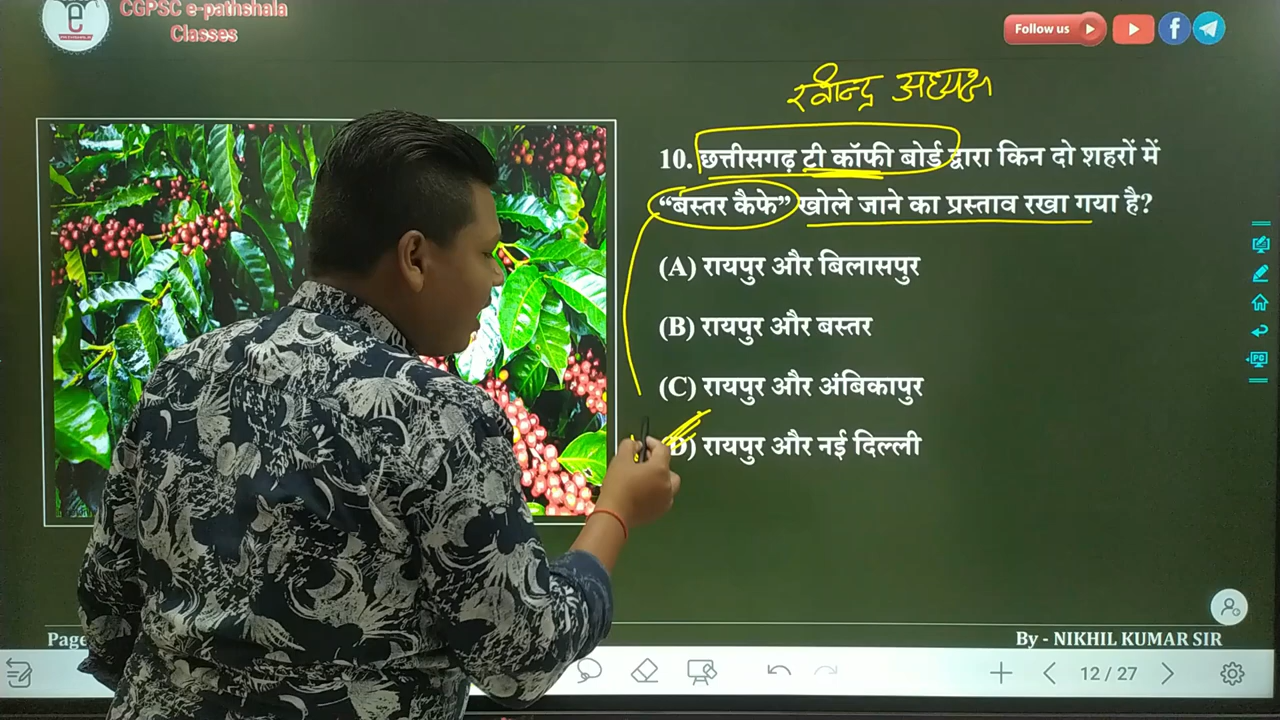 e
CGPSC e-pathshala
Classes
Follow us
रवीन्द्र अध्यक्ष
10. छत्तीसगढ़ टी कॉफी बोर्ड द्वारा किन दो शहरों में
“बस्तर कैफे” खोले जाने का प्रस्ताव रखा गया है?
(A) रायपुर और बिलासपुर
(B) रायपुर और बस्तर
(C) रायपुर और अंबिकापुर
(D) रायपुर और नई दिल्ली
Page
By - NIKHIL KUMAR SIR
12 / 27